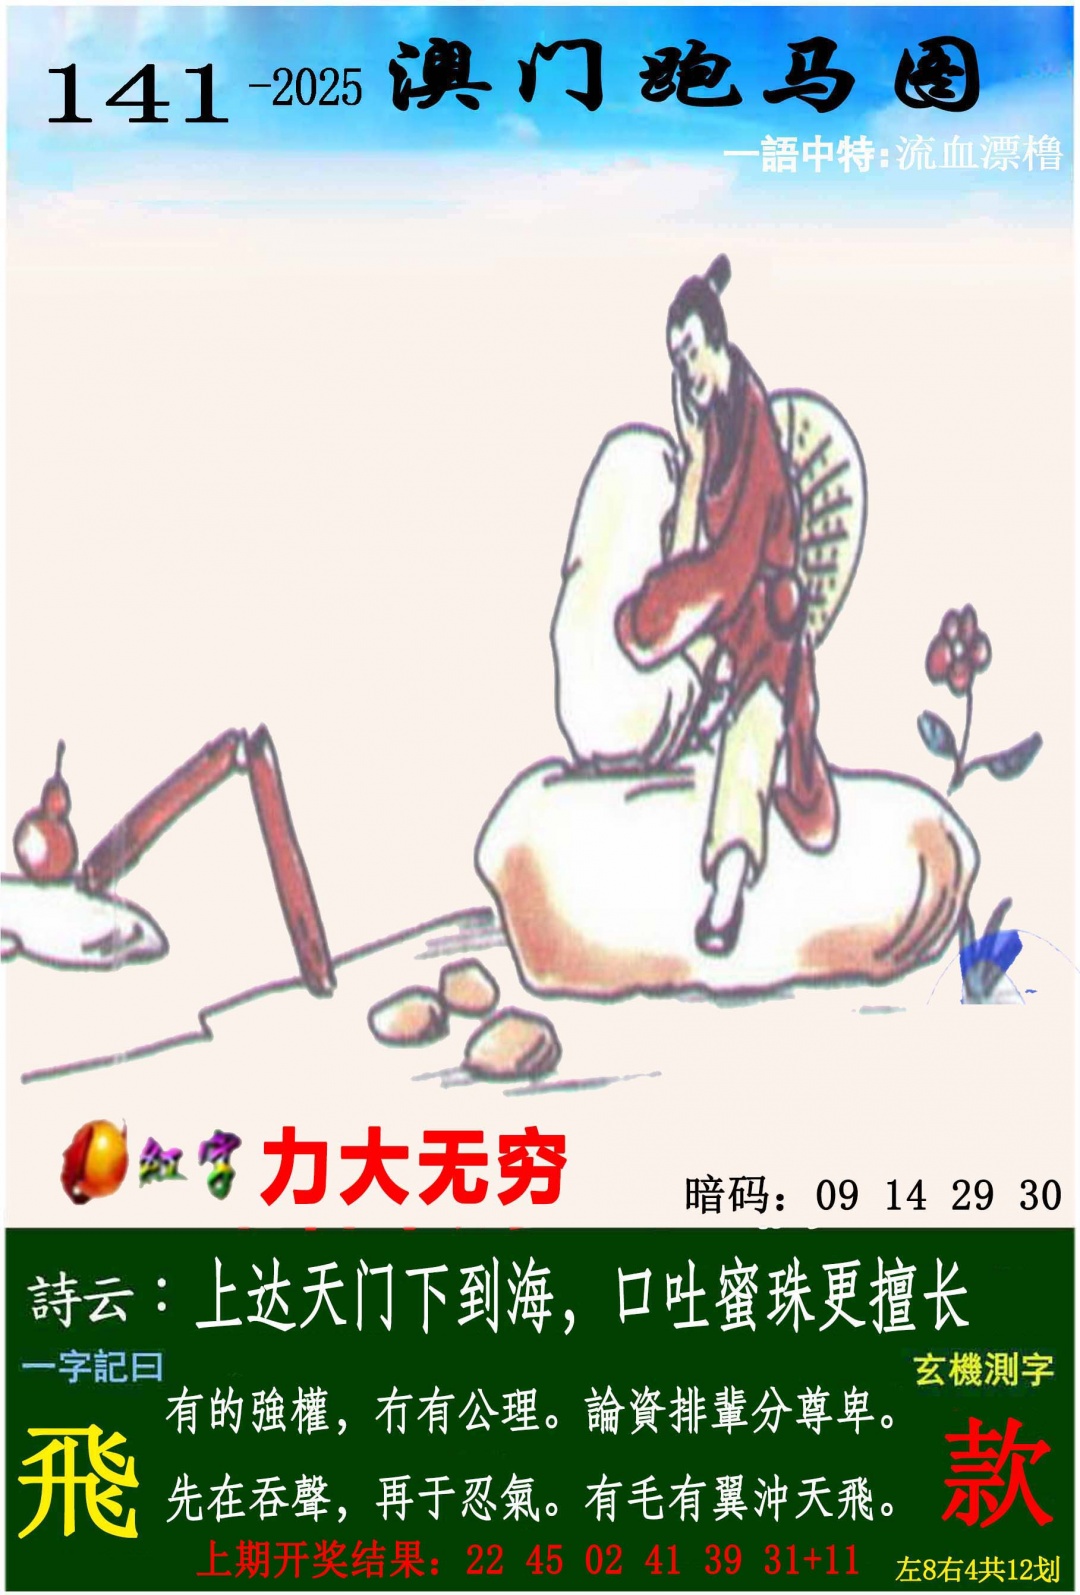 141-2025 澳门跑马图
一語中特:流血漂橹
紅字 力大无穷
暗码：09 14 29 30
詩云：上达天门下到海，口吐蜜珠更擅长
一字記曰
玄機測字
有的強權，冇有公理。論資排輩分尊卑。
飛
款
先在吞聲，再于忍氣。有毛有翼沖天飛。
上期开奖结果：22 45 02 41 39 31+11
左8右4共12划